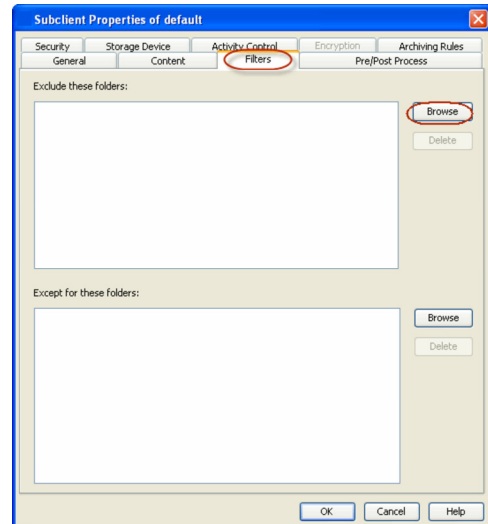 Subclient Properties of default
Security Storage Device Activity Control Encryption Archiving Rules
General Content Filters Pre/Post Process
Exclude these folders:
Browse
Delete
Except for these folders:
Browse
Delete
OK Cancel Help